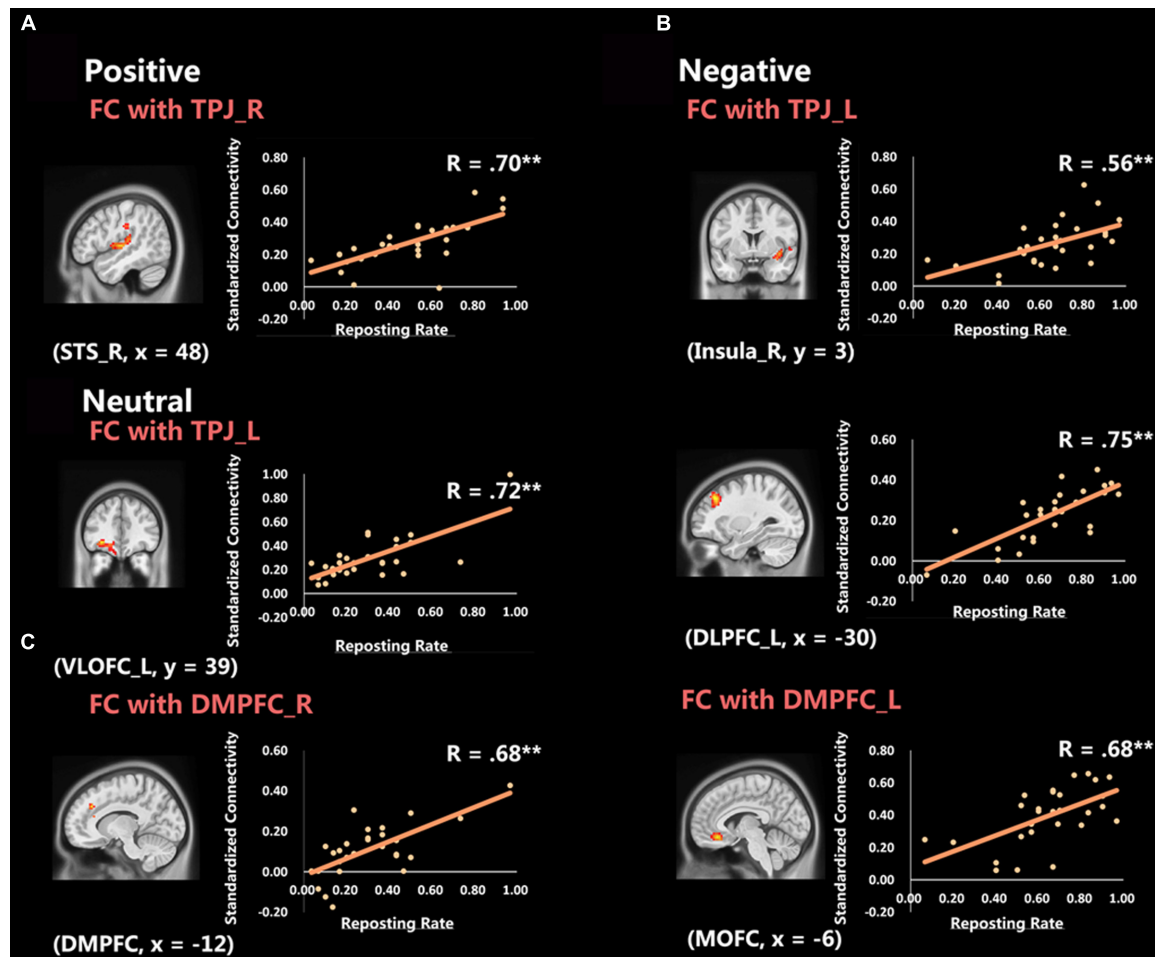 A
Positive
FC with TPJ_R
Standardized Connectivity
0.80
0.60
0.40
0.20
0.00
-0.20
R = .70**
0.00 0.20 0.40 0.60 0.80 1.00
Reposting Rate
(STS_R, x = 48)
Neutral
FC with TPJ_L
Standardized Connectivity
1.00
0.80
0.60
0.40
0.20
0.00
-0.20
R = .72**
0.00 0.20 0.40 0.60 0.80 1.00
Reposting Rate
(VLOFC_L, y = 39)
B
Negative
FC with TPJ_L
Standardized Connectivity
0.80
0.60
0.40
0.20
0.00
-0.20
R = .56**
0.00 0.20 0.40 0.60 0.80 1.00
Reposting Rate
(Insula_R, y = 3)
Standardized Connectivity
0.60
0.40
0.20
0.00
-0.20
R = .75**
0.00 0.20 0.40 0.60 0.80 1.00
Reposting Rate
(DLPFC_L, x = -30)
C
FC with DMPFC_R
Standardized Connectivity
0.60
0.40
0.20
0.00
-0.20
R = .68**
0.00 0.20 0.40 0.60 0.80 1.00
Reposting Rate
(DMPFC, x = -12)
FC with DMPFC_L
Standardized Connectivity
0.80
0.60
0.40
0.20
0.00
-0.20
R = .68**
0.00 0.20 0.40 0.60 0.80 1.00
Reposting Rate
(MOFC, x = -6)